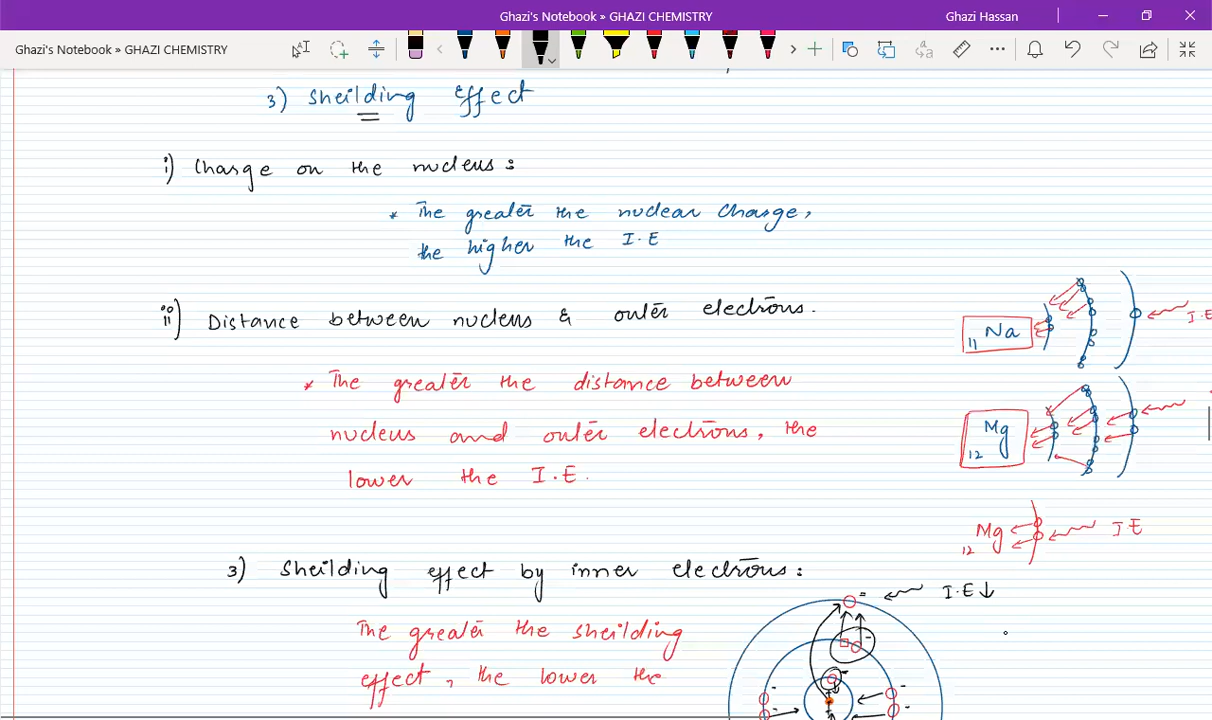 Ghazi's Notebook » GHAZI CHEMISTRY
Ghazi Hassan
Ghazi's Notebook » GHAZI CHEMISTRY
3) Sheilding effect
i) Charge on the nucleus:
* The greater the nuclear charge,
the higher the I.E
ii) Distance between nucleus & outer electrons.
* The greater the distance between
nucleus and outer electrons, the
lower the I.E.
11 Na
I.E
12 Mg
12 Mg I E
3) Sheilding effect by inner electrons:
I.E↓
The greater the sheilding
effect, the lower the